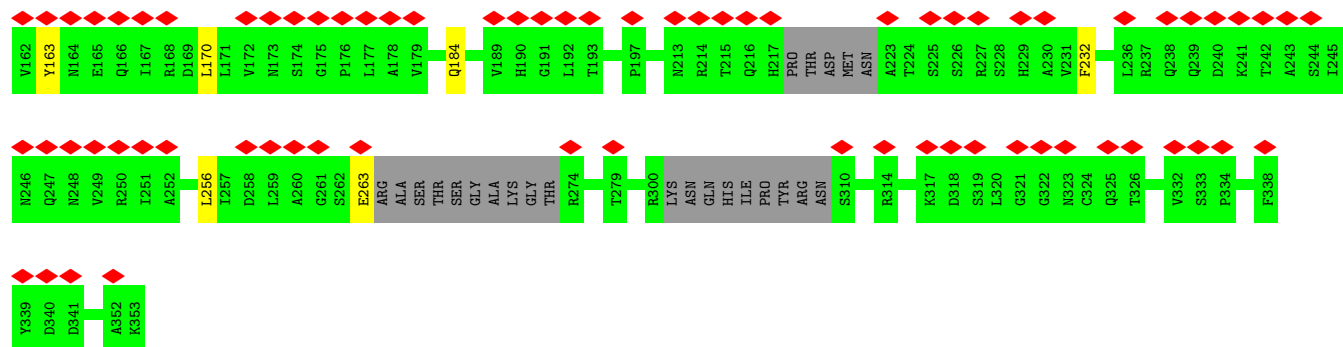 V162 Y163 N164 E165 Q166 I167 R168 D169 L170 L171 V172 N173 S174 G175 P176 L177 A178 V179 Q184 V189 H190 G191 L192 T193 P197 N213 R214 T215 Q216 H217 PRO THR ASP MET ASN A223 T224 S225 S226 R227 S228 H229 A230 V231 F232 L236 R237 Q238 Q239 D240 K241 T242 A243 S244 I245
N246 Q247 N248 V249 R250 I251 A252 L256 I257 D258 L259 A260 G261 S262 E263 ARG ALA SER THR SER GLY ALA LYS GLY THR R274 T279 R300 LYS ASN GLN HIS ILE PRO TYR ARG ASN S310 R314 K317 D318 S319 L320 G321 G322 N323 C324 Q325 T326 V332 S333 P334 F338
Y339 D340 D341 A352 K353